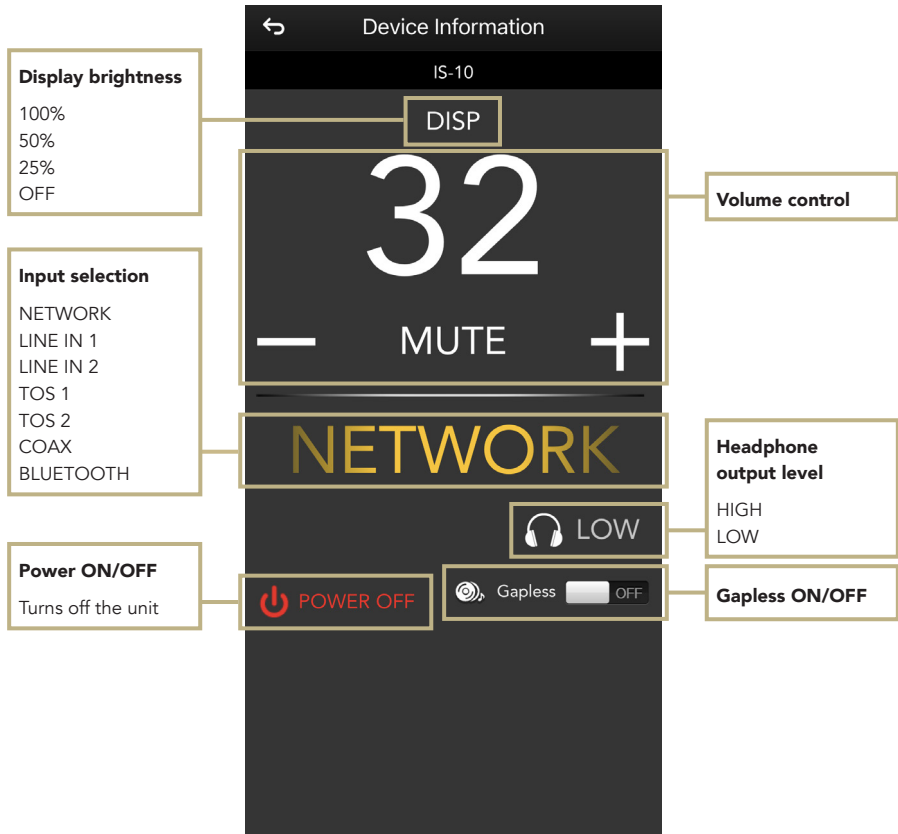 Device Information
IS-10
Display brightness
100%
50%
25%
OFF
DISP
32
MUTE
Volume control
Input selection
NETWORK
LINE IN 1
LINE IN 2
TOS 1
TOS 2
COAX
BLUETOOTH
NETWORK
Headphone
output level
HIGH
LOW
LOW
Power ON/OFF
Turns off the unit
POWER OFF
Gapless OFF
Gapless ON/OFF